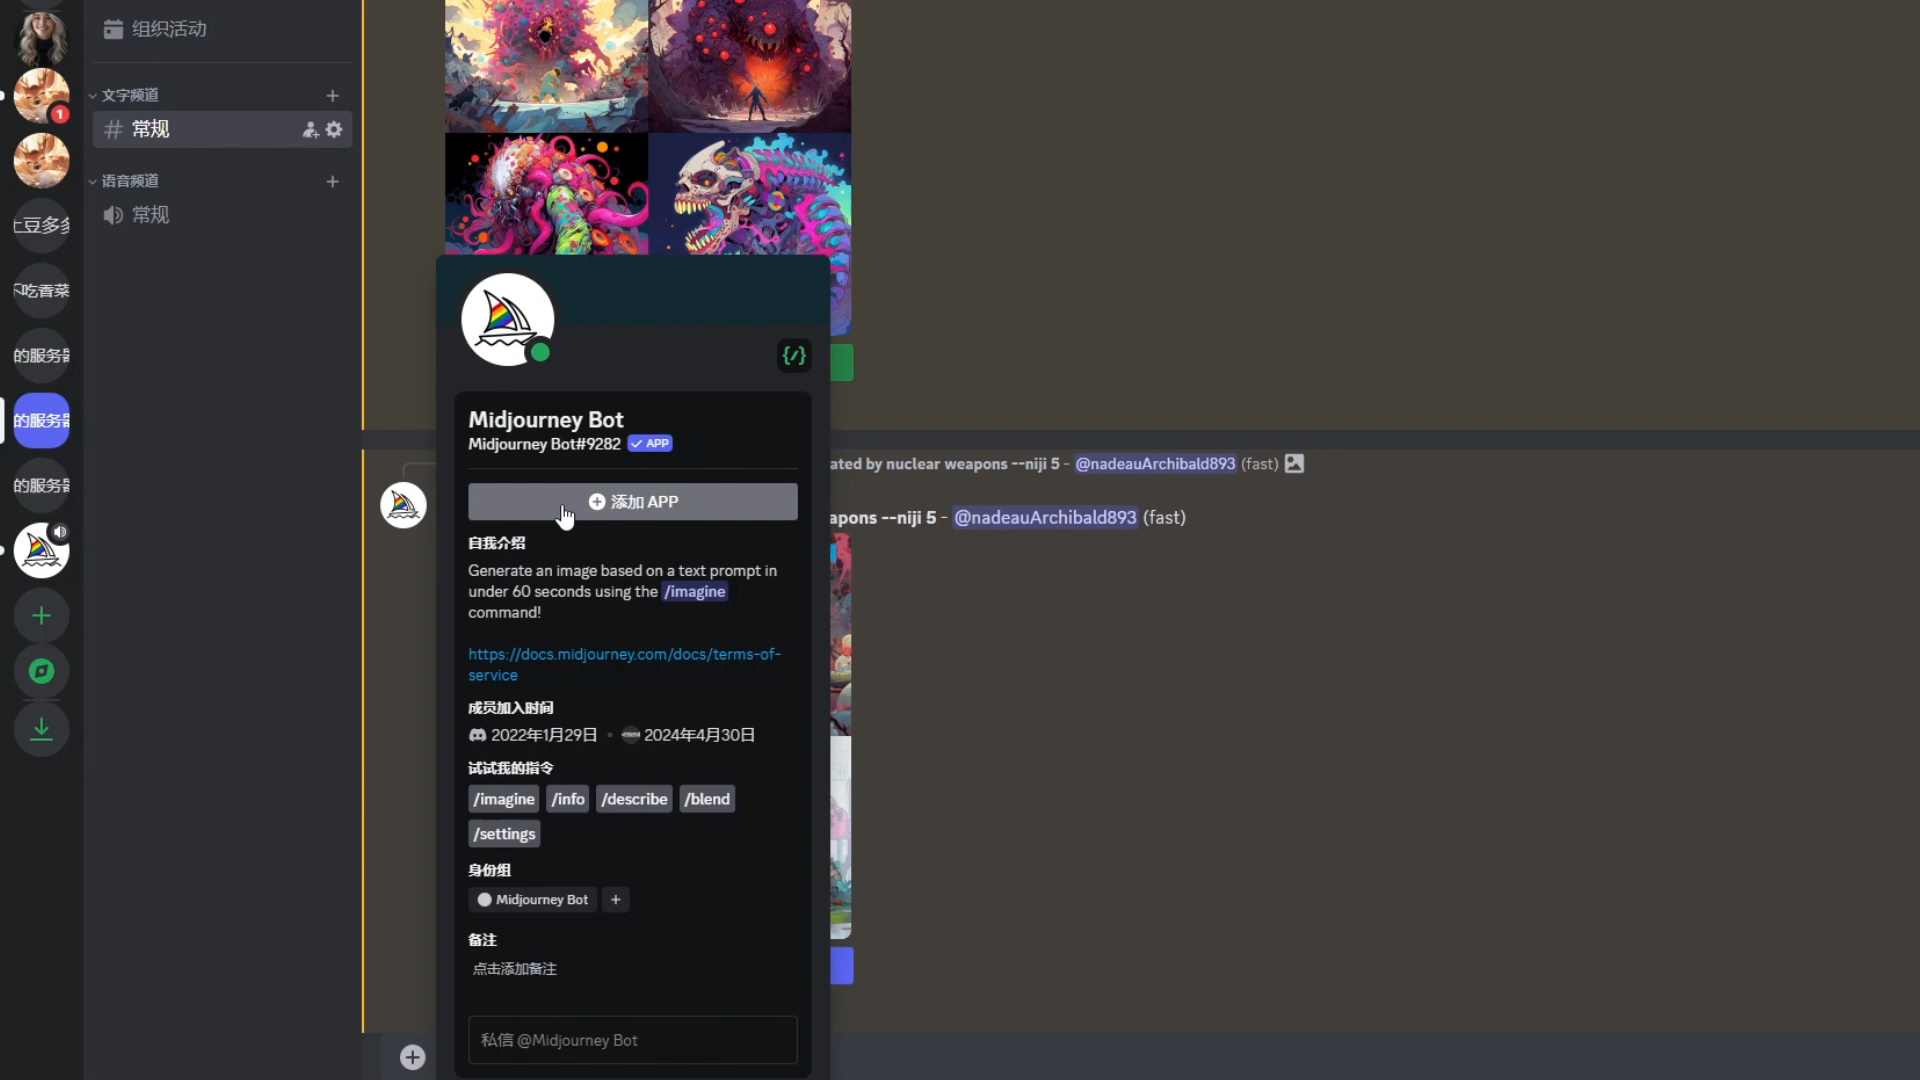 组织活动
文字频道
常规
语音频道
常规
1
土豆多多
吃香菜
的服务器
的服务器
的服务器
Midjourney Bot
Midjourney Bot#9282 APP
添加 APP
自我介绍
Generate an image based on a text prompt in
under 60 seconds using the /imagine
command!
https://docs.midjourney.com/docs/terms-of-
service
成员加入时间
2022年1月29日 • 2024年4月30日
试试我的指令
/imagine /info /describe /blend
/settings
身份组
Midjourney Bot +
备注
点击添加备注
私信 @Midjourney Bot
ated by nuclear weapons --niji 5 - @nadeauArchibald893 (fast)
apons --niji 5 - @nadeauArchibald893 (fast)